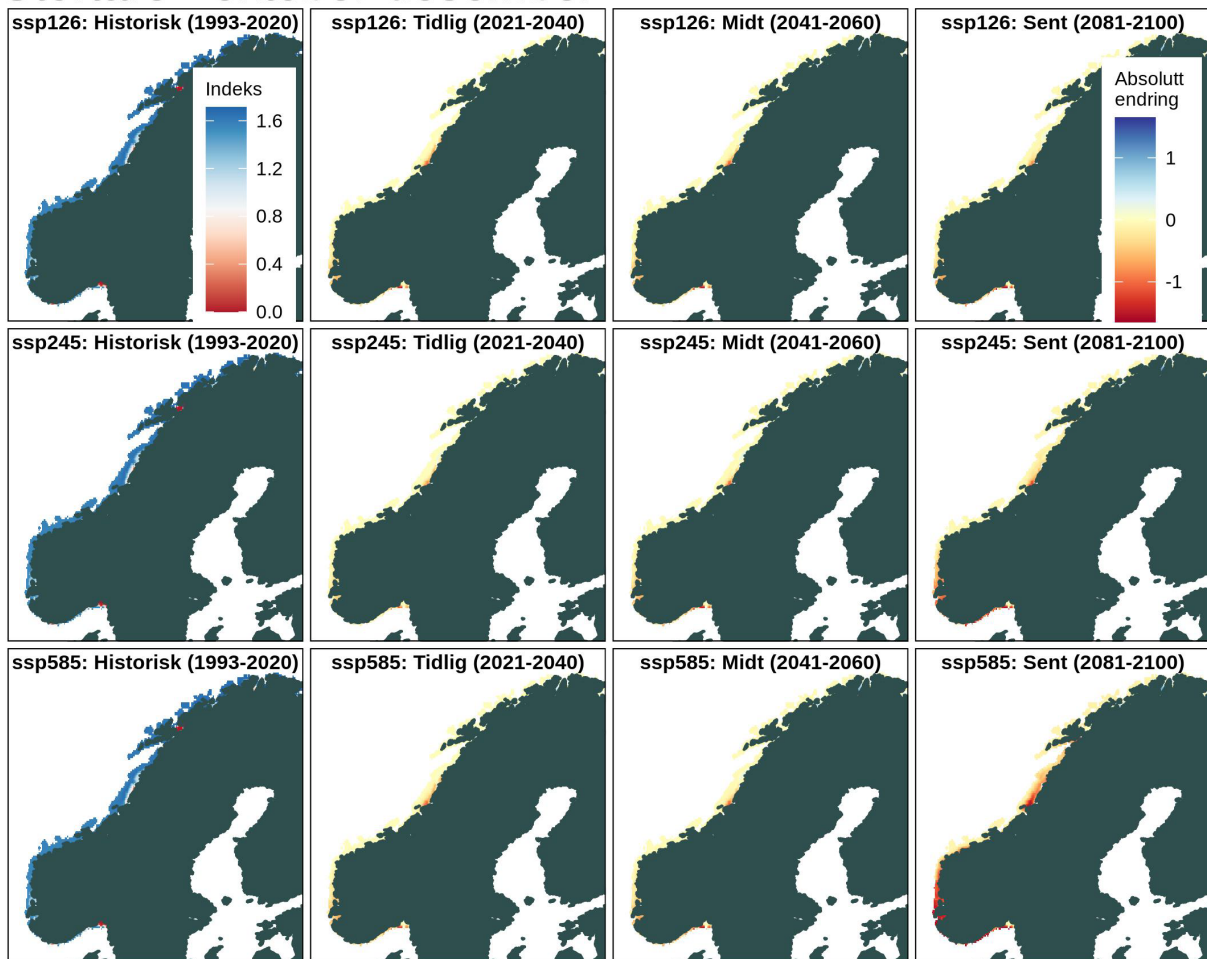 ssp126: Historisk (1993-2020)
ssp126: Tidlig (2021-2040)
ssp126: Midt (2041-2060)
ssp126: Sent (2081-2100)
Indeks
1.6
1.2
0.8
0.4
0.0
Absolutt
endring
1
0
-1
ssp245: Historisk (1993-2020)
ssp245: Tidlig (2021-2040)
ssp245: Midt (2041-2060)
ssp245: Sent (2081-2100)
ssp585: Historisk (1993-2020)
ssp585: Tidlig (2021-2040)
ssp585: Midt (2041-2060)
ssp585: Sent (2081-2100)